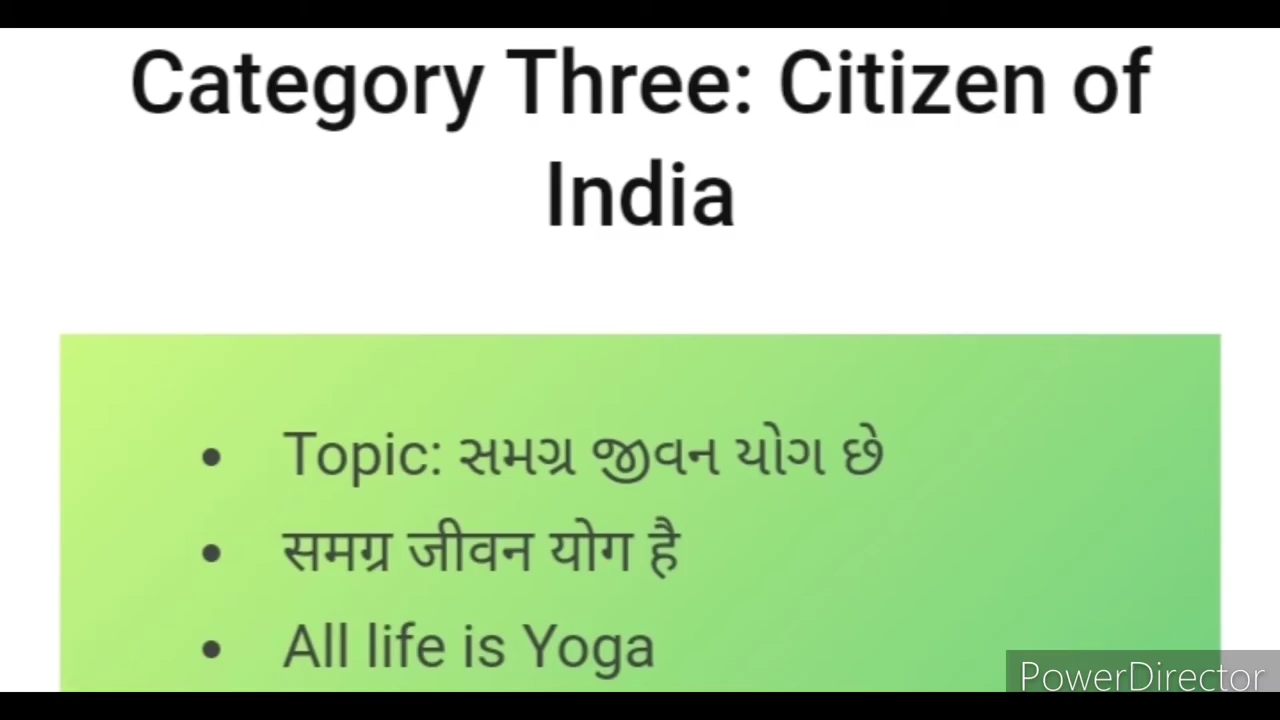 Category Three: Citizen of
India
• Topic: સમગ્ર જીવન યોગ છે
• समग्र जीवन योग है
• All life is Yoga
PowerDirector